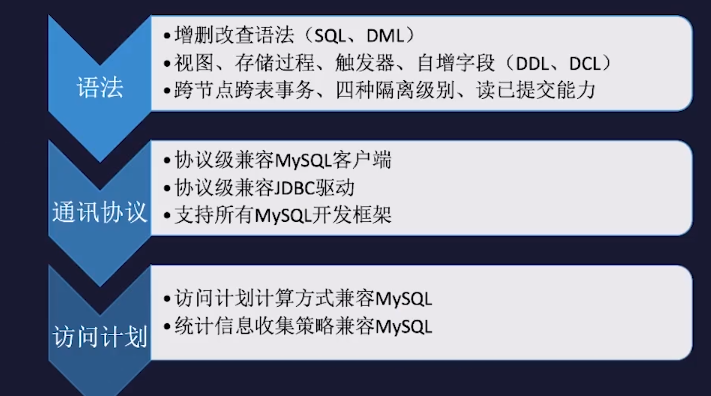 语法
•增删改查语法（SQL、DML）
•视图、存储过程、触发器、自增字段（DDL、DCL）
•跨节点跨表事务、四种隔离级别、读已提交能力
通讯协议
•协议级兼容MySQL客户端
•协议级兼容JDBC驱动
•支持所有MySQL开发框架
访问计划
•访问计划计算方式兼容MySQL
•统计信息收集策略兼容MySQL